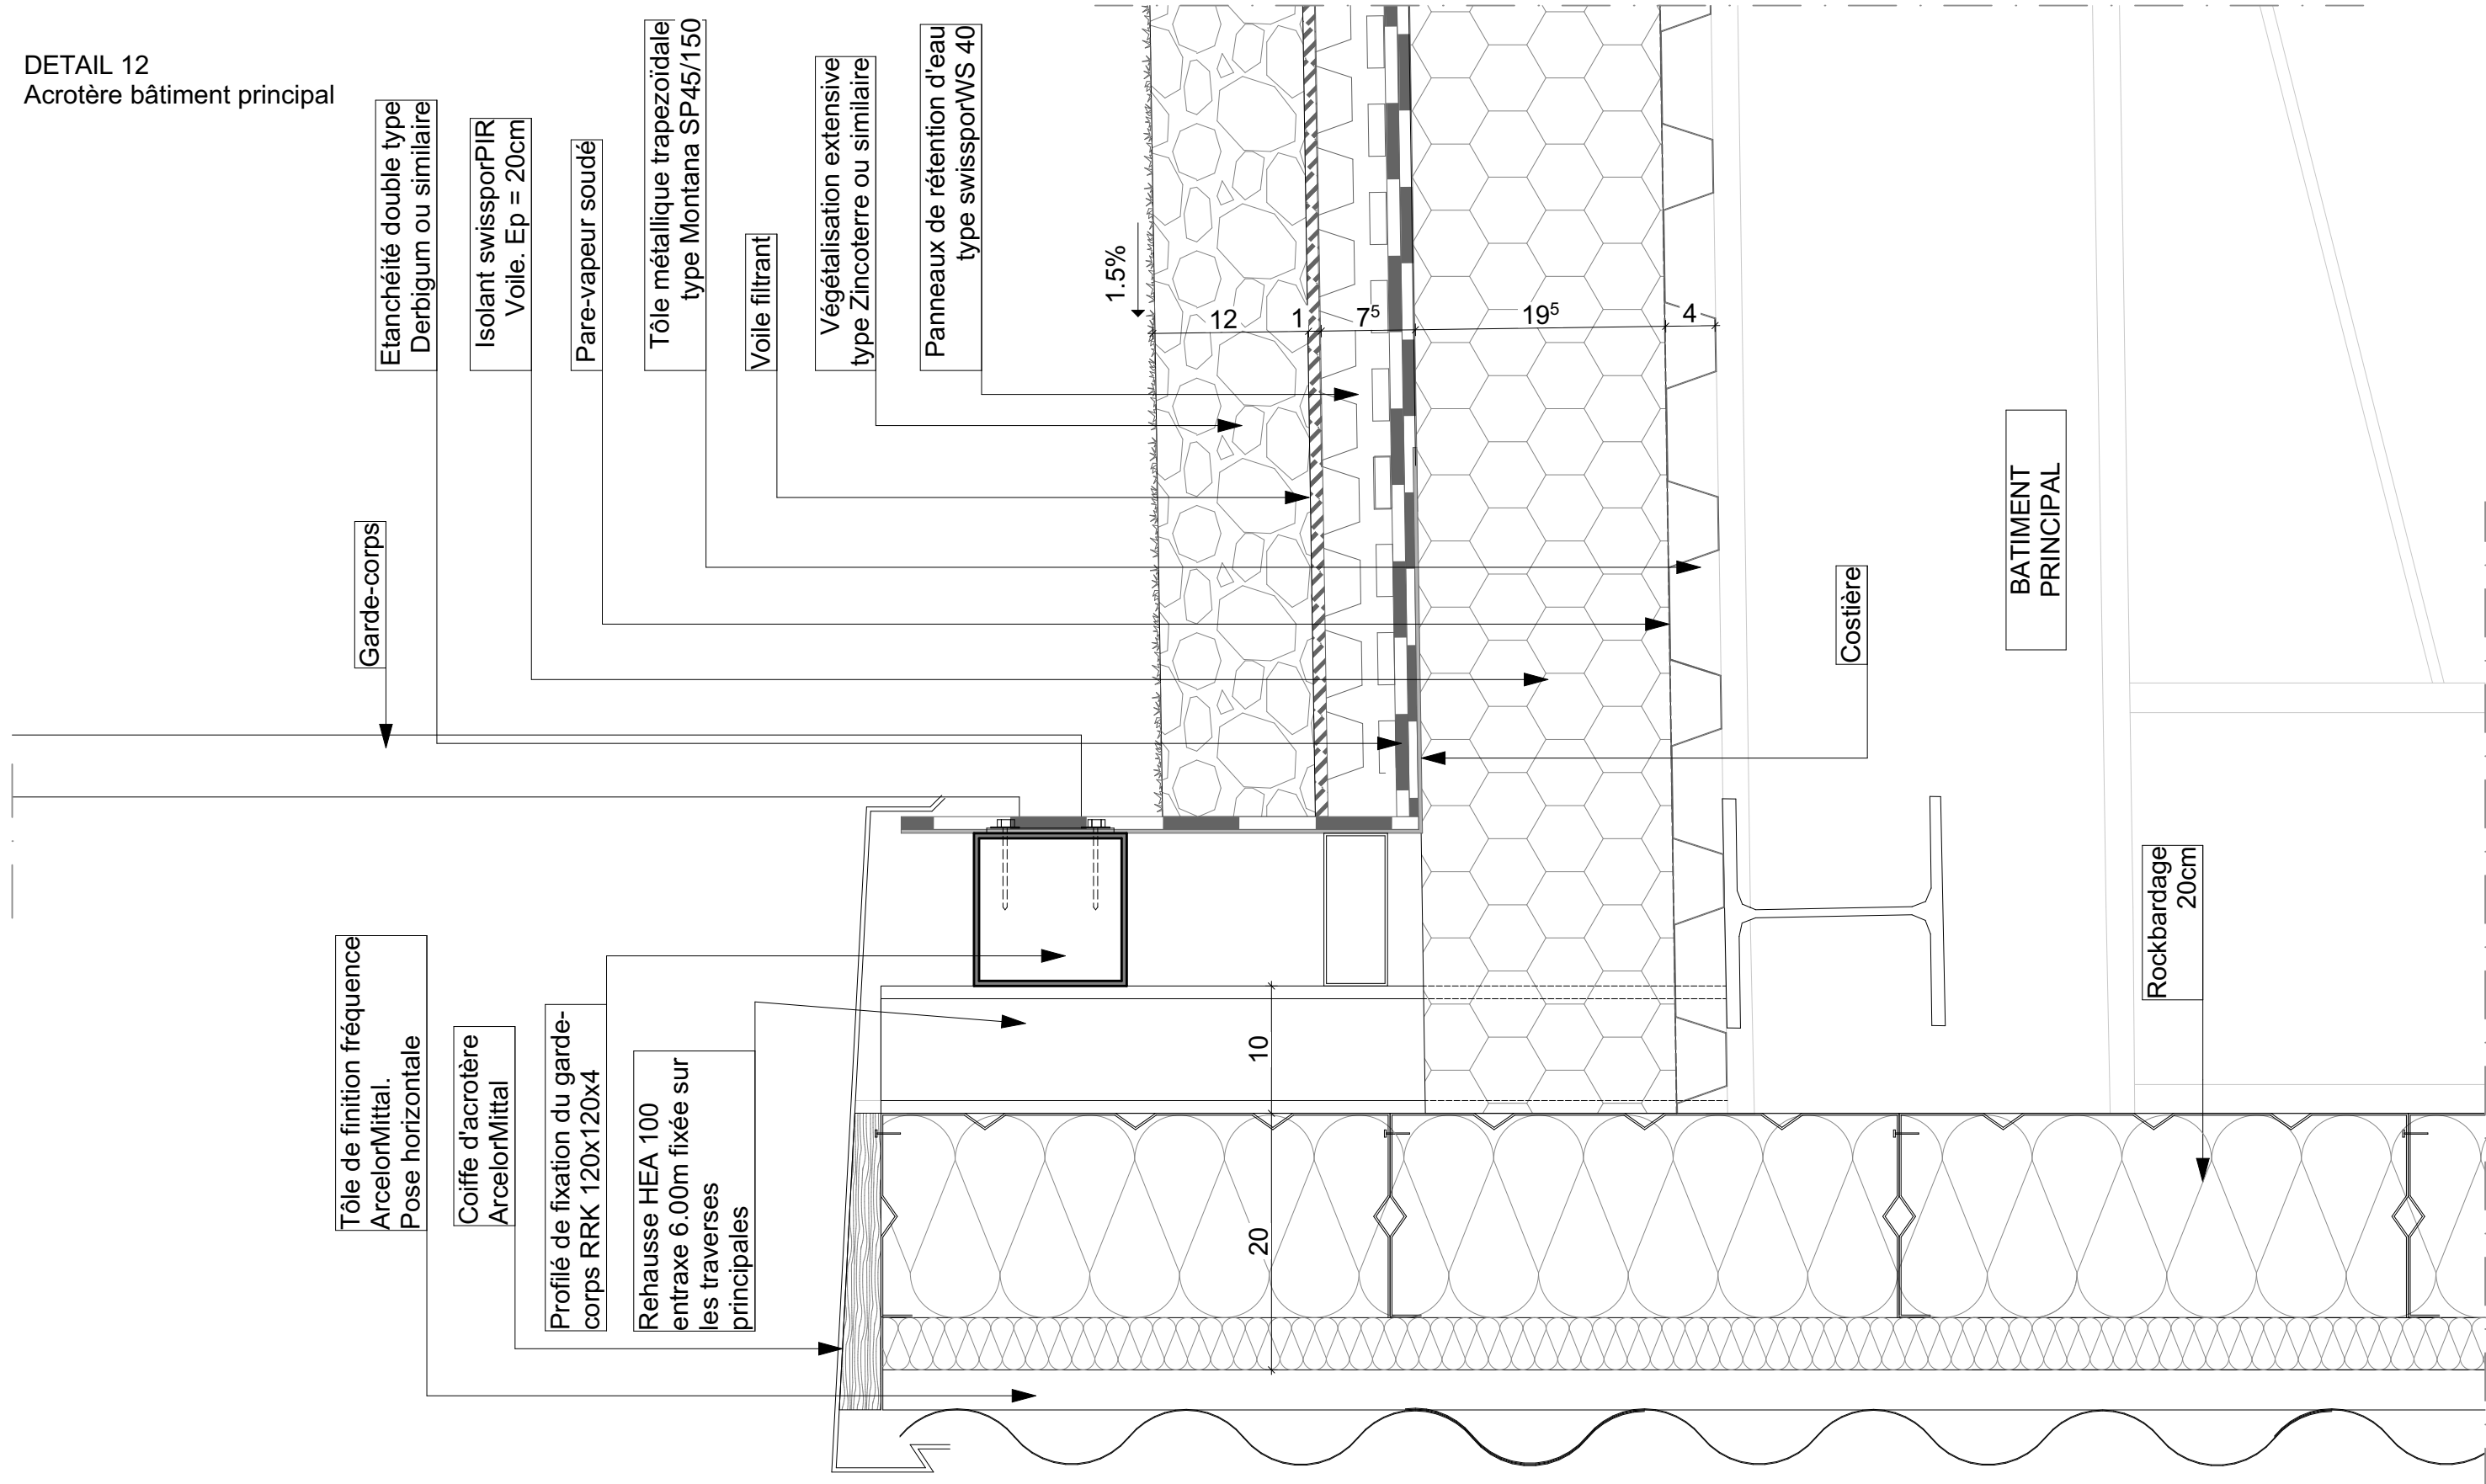 DETAIL 12
Acrotère bâtiment principal
Etanchéité double type
Derbigum ou similaire
Isolant swissporPIR
Voile. Ep = 20cm
Pare-vapeur soudé
Tôle métallique trapezoïdale
type Montana SP45/150
Voile filtrant
Végétalisation extensive
type Zincoterre ou similaire
Panneaux de rétention d'eau
type swissporWS 40
1.5%
12
1
7⁵
19⁵
4
Garde-corps
Costière
BATIMENT
PRINCIPAL
Rockbardage
20cm
Tôle de finition fréquence
ArcelorMittal.
Pose horizontale
Coiffe d'acrotère
ArcelorMittal
Profilé de fixation du garde-
corps RRK 120x120x4
Rehausse HEA 100
entraxe 6.00m fixée sur
les traverses
principales
10
20